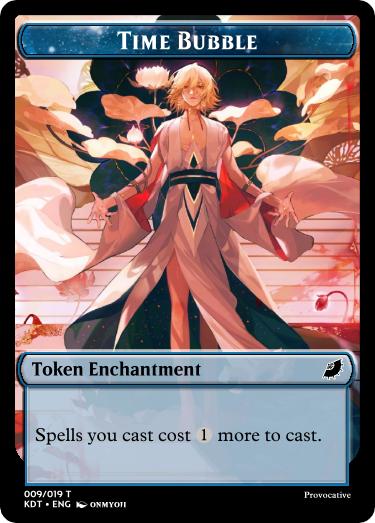 Time Bubble
Token Enchantment
Spells you cast cost 1 more to cast.
009/019 T
KDT • ENG ONMYOJI
Provocative